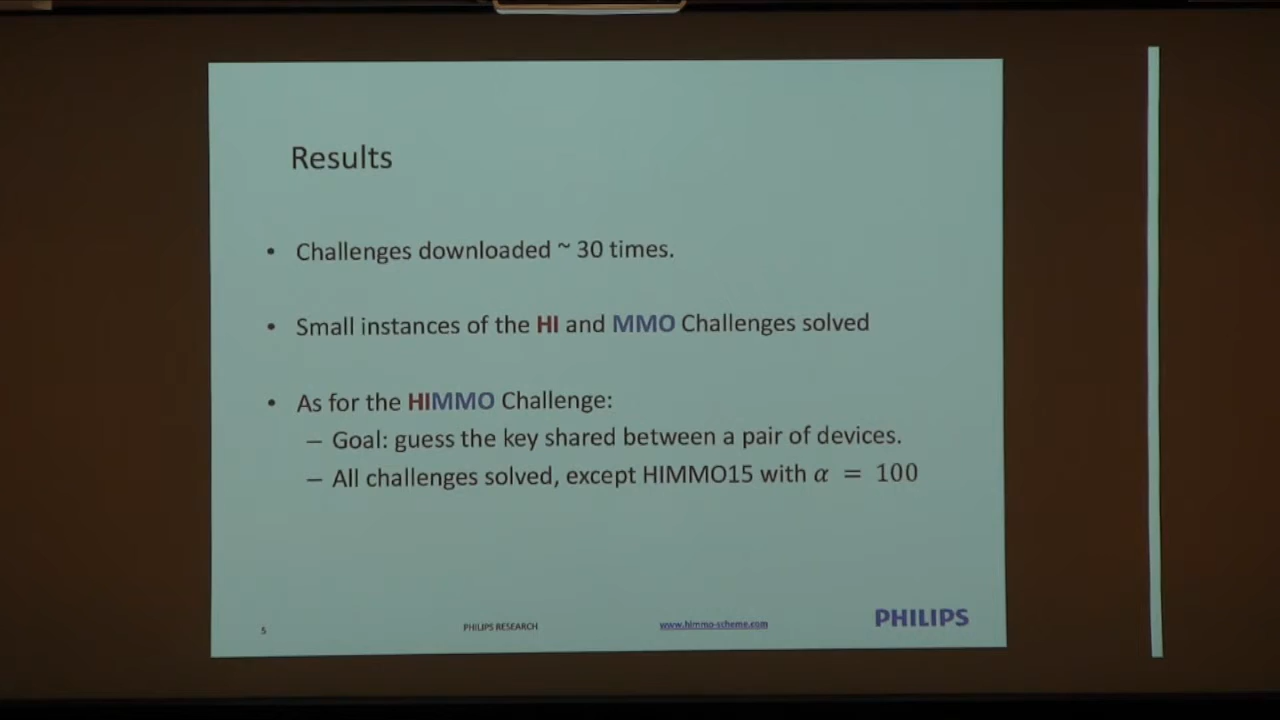 Results
• Challenges downloaded ~ 30 times.
• Small instances of the HI and MMO Challenges solved
• As for the HIMMO Challenge:
– Goal: guess the key shared between a pair of devices.
– All challenges solved, except HIMMO15 with α = 100
5 PHILIPS RESEARCH www.himmo-scheme.com PHILIPS